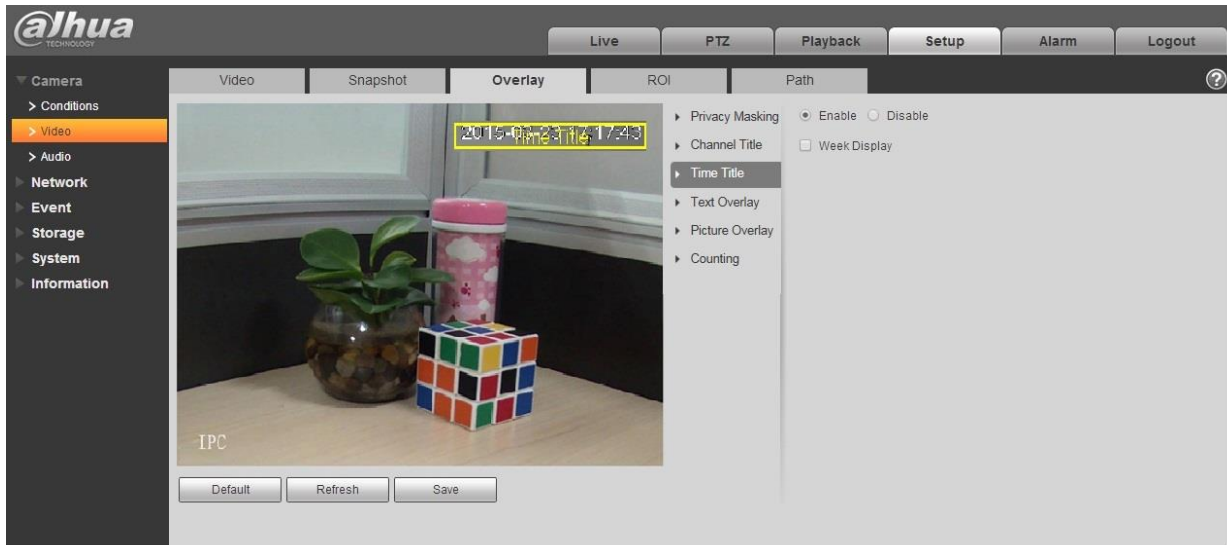 alhua
TECHNOLOGY
Live
PTZ
Playback
Setup
Alarm
Logout
Camera
> Conditions
> Video
> Audio
Network
Event
Storage
System
Information
Video
Snapshot
Overlay
ROI
Path
?
Time Title
IPC
Default
Refresh
Save
Privacy Masking
Channel Title
Time Title
Text Overlay
Picture Overlay
Counting
Enable Disable
Week Display